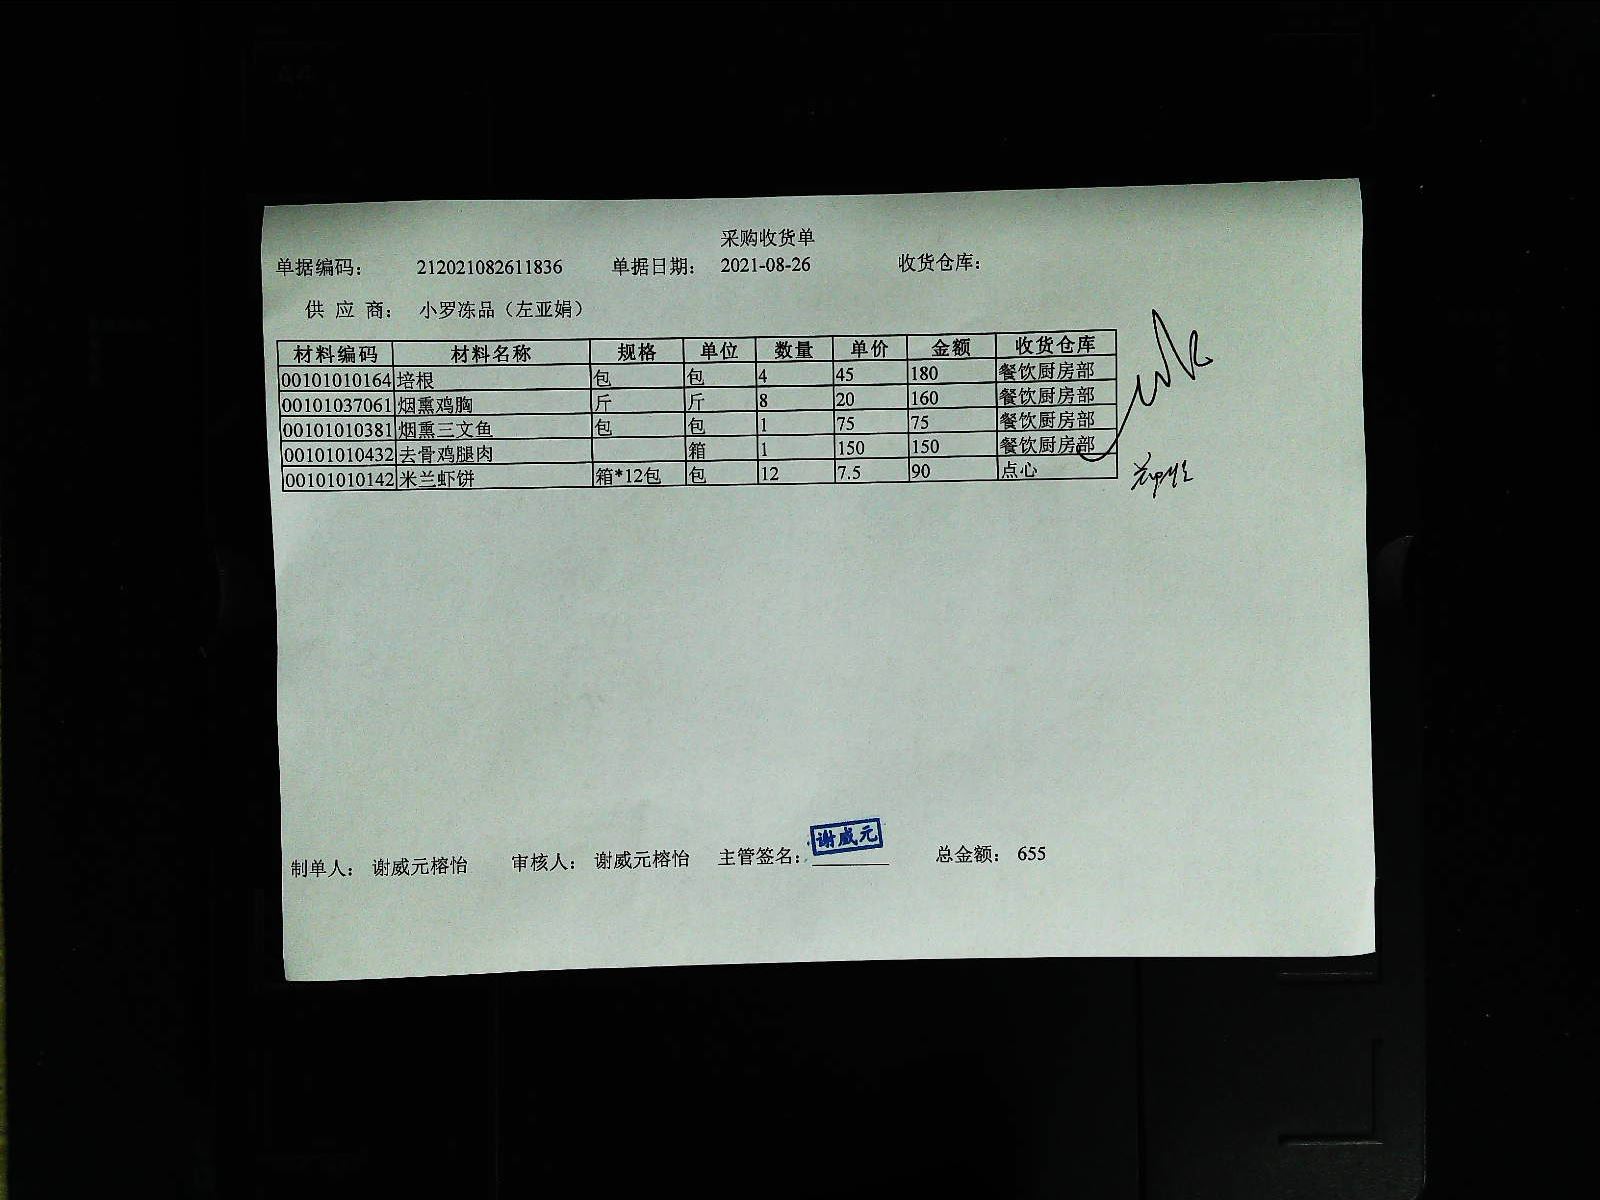 采购收货单
单据编码： 212021082611836 单据日期： 2021-08-26 收货仓库：
供 应 商： 小罗冻品（左亚娟）
材料编码 材料名称 规格 单位 数量 单价 金额 收货仓库
00101010164 培根 包 包 4 45 180 餐饮厨房部
00101037061 烟熏鸡胸 斤 斤 8 20 160 餐饮厨房部
00101010381 烟熏三文鱼 包 包 1 75 75 餐饮厨房部
00101010432 去骨鸡腿肉 箱 1 150 150 餐饮厨房部
00101010142 米兰虾饼 箱*12包 包 12 7.5 90 点心
谢威元
制单人： 谢威元榕怡 审核人： 谢威元榕怡 主管签名： 总金额： 655